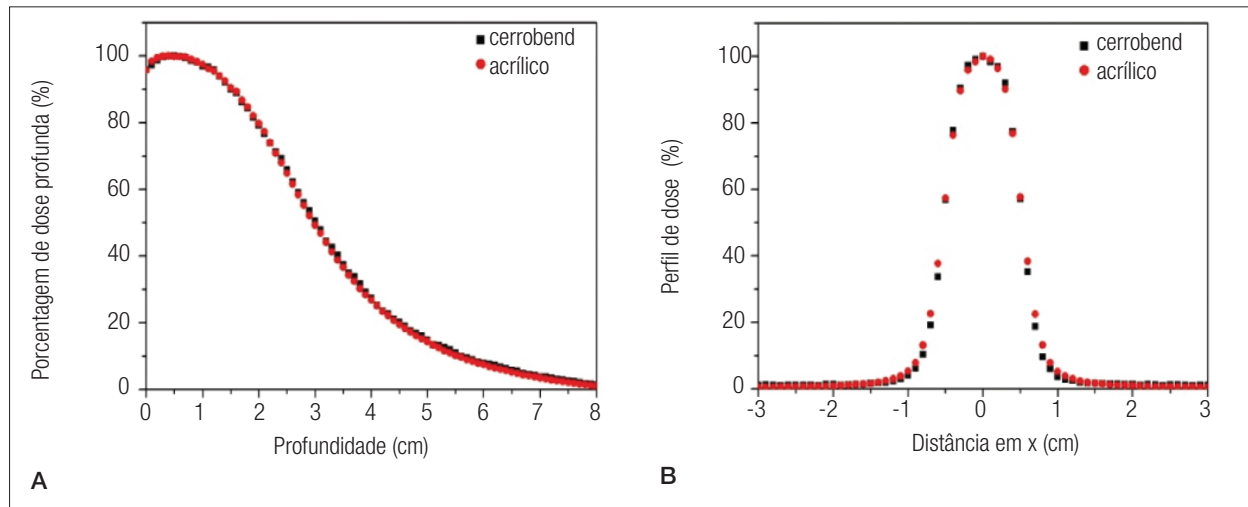 cerrobend
acrílico
Porcentagem de dose profunda (%)
100
80
60
40
20
0
0 1 2 3 4 5 6 7 8
Profundidade (cm)
A
cerrobend
acrílico
Perfil de dose (%)
100
80
60
40
20
0
-3 -2 -1 0 1 2 3
Distância em x (cm)
B